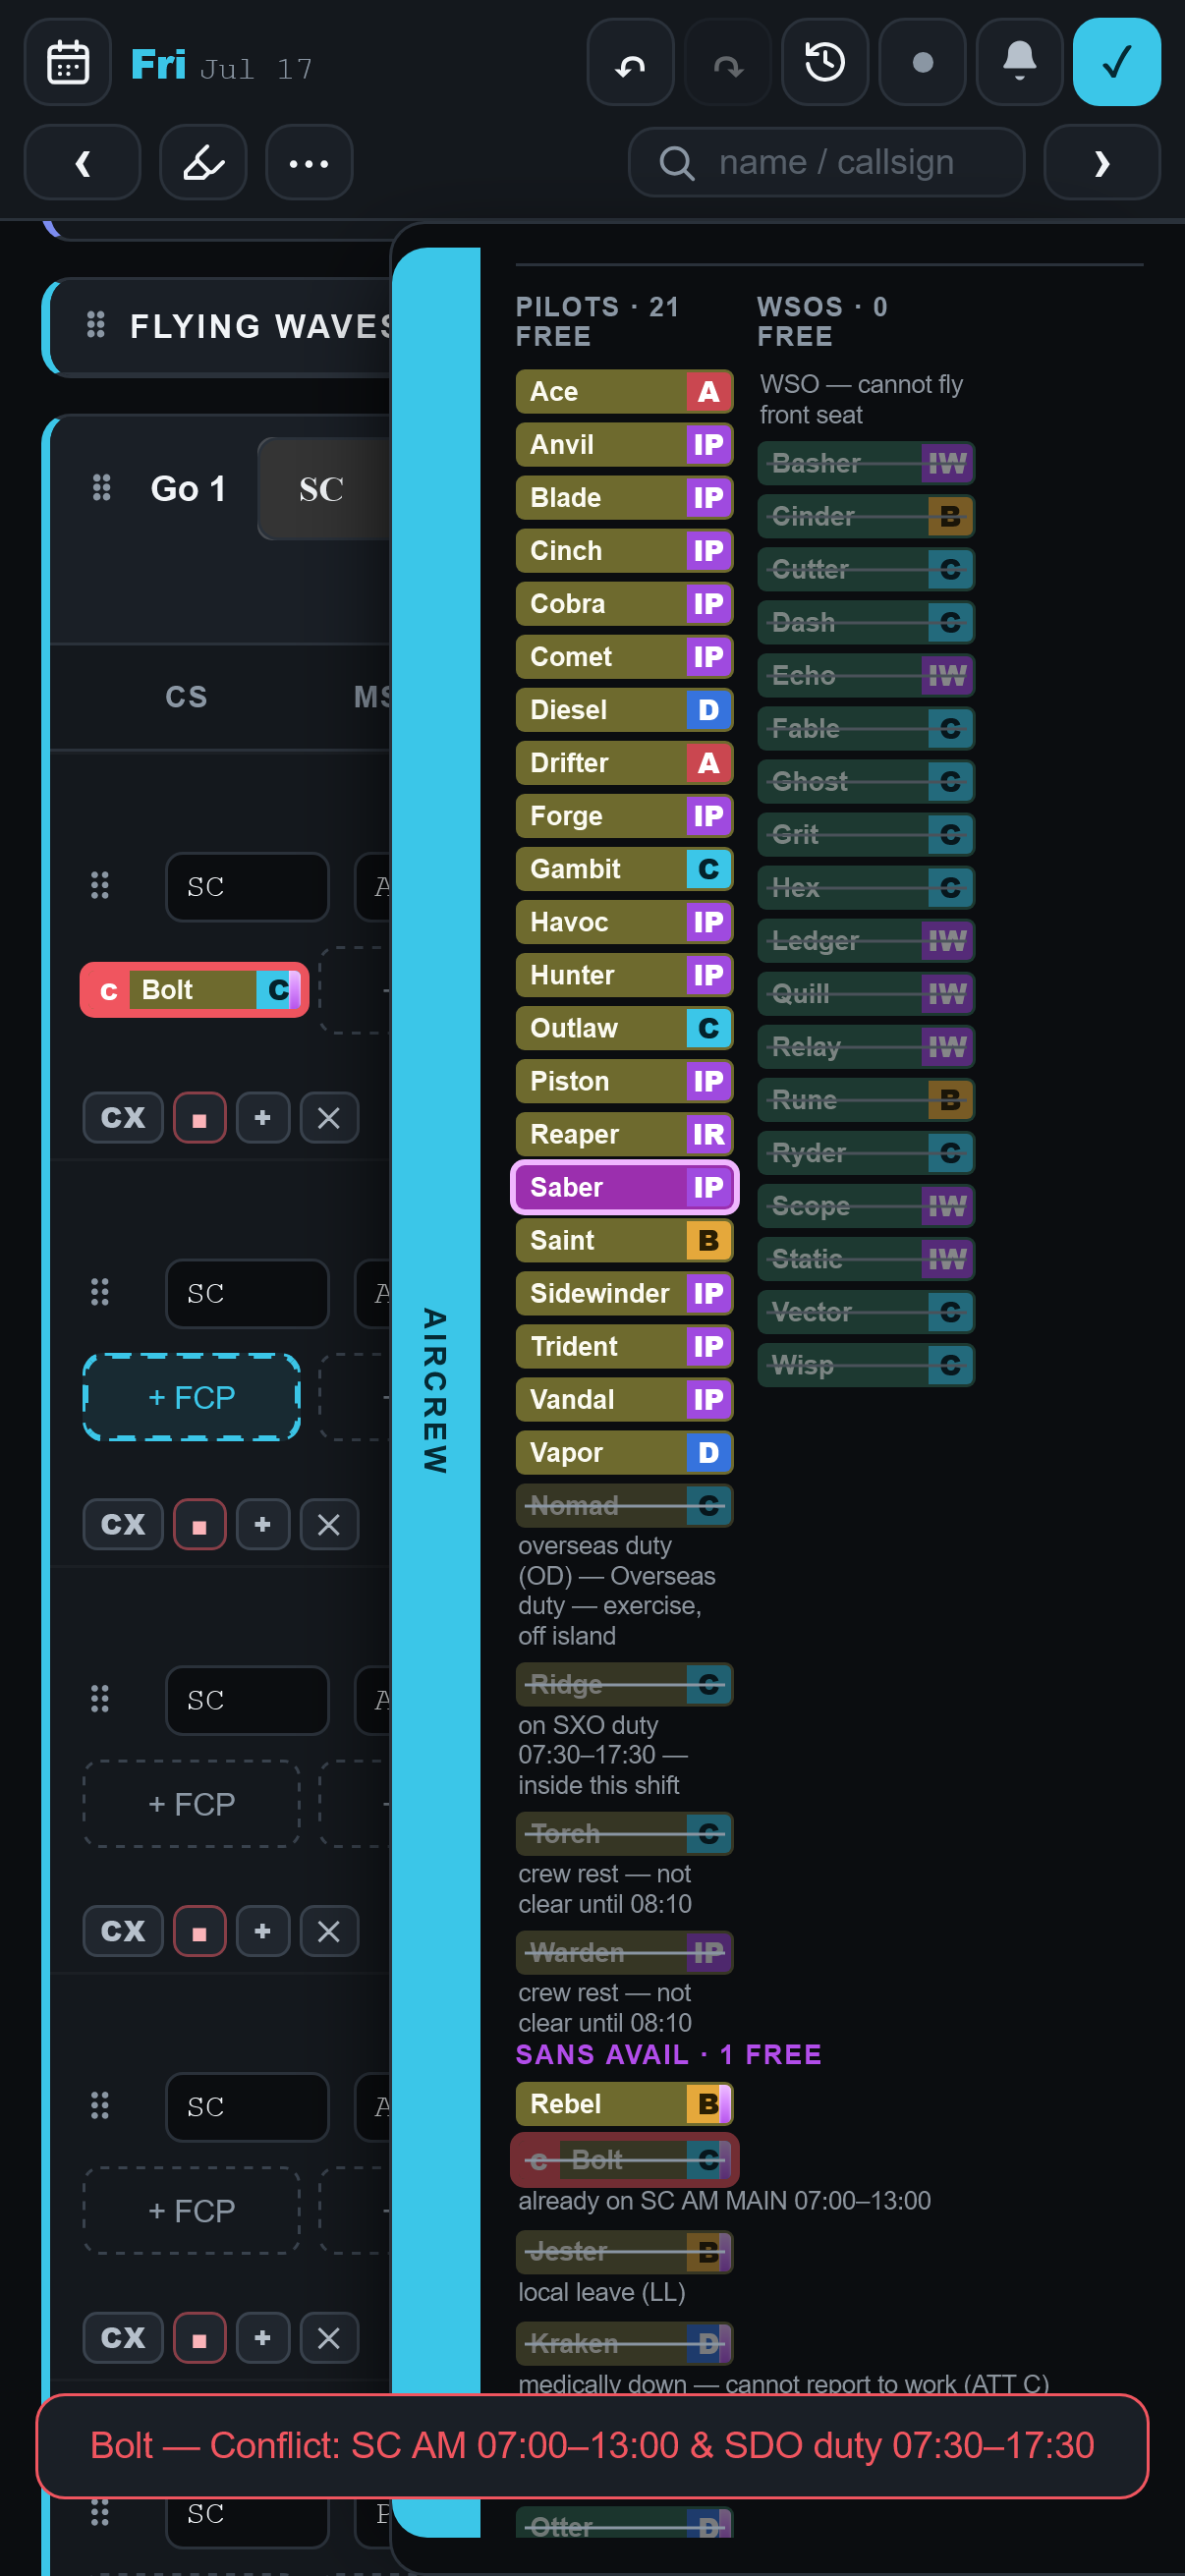 Fri Jul 17
name / callsign
FLYING WAVES
Go 1 SC
CS
SC
c Bolt C
CX
SC
+ FCP
CX
SC
+ FCP
CX
SC
+ FCP
CX
SC
AIRCREW
PILOTS · 21
FREE
Ace A
Anvil IP
Blade IP
Cinch IP
Cobra IP
Comet IP
Diesel D
Drifter A
Forge IP
Gambit C
Havoc IP
Hunter IP
Outlaw C
Piston IP
Reaper IR
Saber IP
Saint B
Sidewinder IP
Trident IP
Vandal IP
Vapor D
Nomad C
overseas duty
(OD) — Overseas
duty — exercise,
off island
Ridge C
on SXO duty
07:30–17:30 —
inside this shift
Torch C
crew rest — not
clear until 08:10
Warden IP
crew rest — not
clear until 08:10
WSOS · 0
FREE
WSO — cannot fly
front seat
Basher IW
Cinder B
Cutter C
Dash C
Echo IW
Fable C
Ghost C
Grit C
Hex C
Ledger IW
Quill IW
Relay IW
Rune B
Ryder C
Scope IW
Static IW
Vector C
Wisp C
SANS AVAIL · 1 FREE
Rebel B
c Bolt C
already on SC AM MAIN 07:00–13:00
Jester B
local leave (LL)
Kraken D
medically down — cannot report to work (ATT C)
Bolt — Conflict: SC AM 07:00–13:00 & SDO duty 07:30–17:30
Otter D